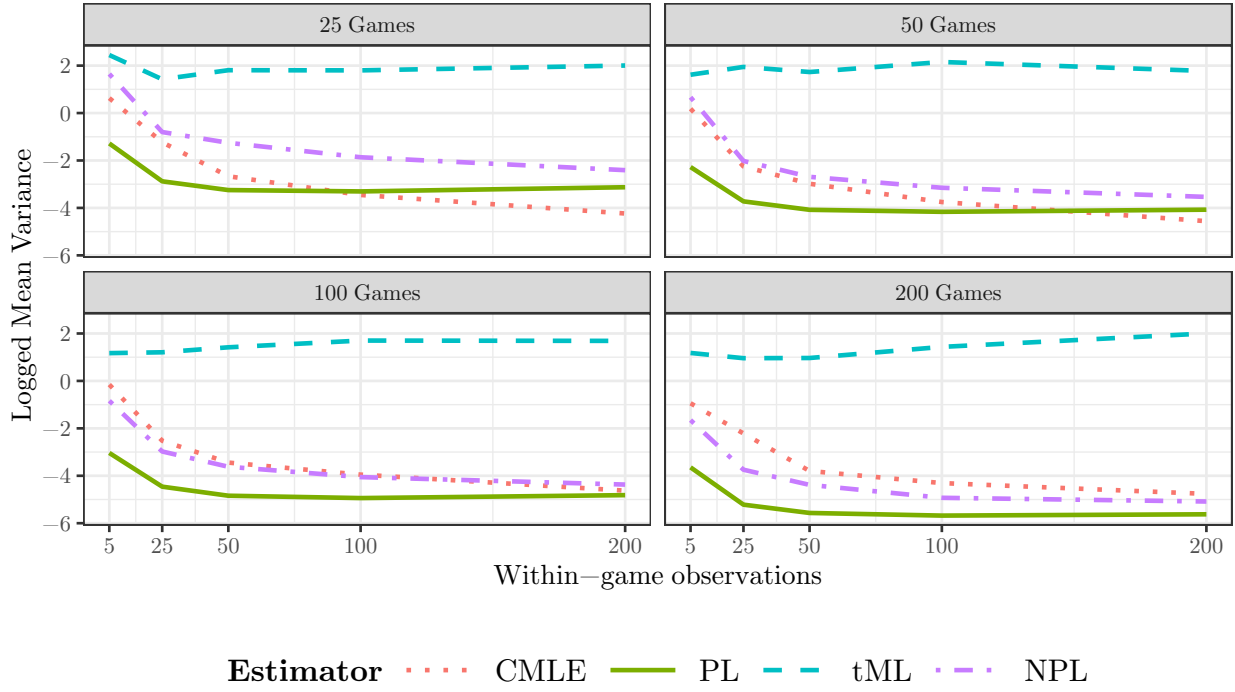 25 Games
50 Games
2
0
−2
−4
−6
100 Games
200 Games
2
0
−2
−4
−6
Logged Mean Variance
5 25 50 100 200
5 25 50 100 200
Within−game observations
Estimator CMLE PL tML NPL